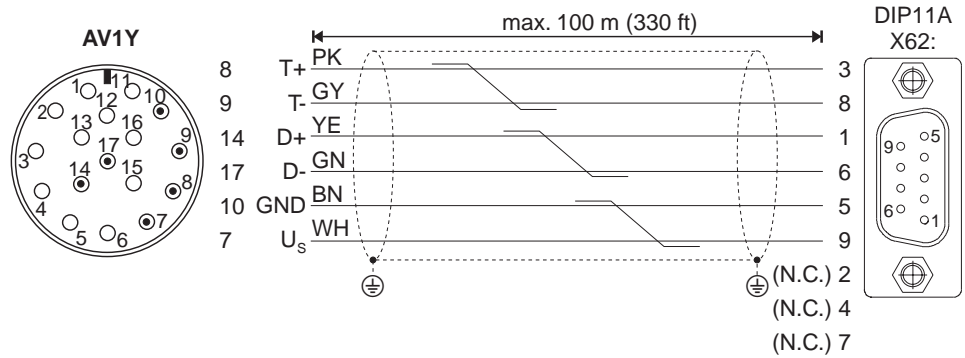 max. 100 m (330 ft)
DIP11A
X62:
AV1Y
8 T+ PK 3
9 T- GY 8
14 D+ YE 1
17 D- GN 6
10 GND BN 5
7 US WH 9
(N.C.) 2
(N.C.) 4
(N.C.) 7
1 11
2 12 10
13 16
3 17 9
14 15 8
4 7
5 6
5
9
6
1